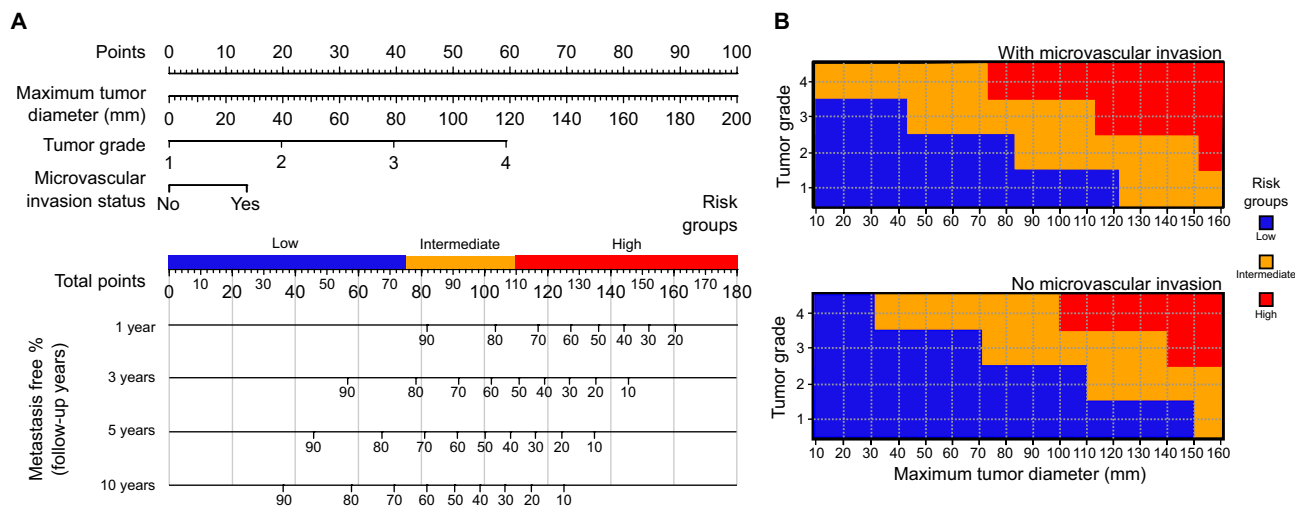 A
Points
0 10 20 30 40 50 60 70 80 90 100
Maximum tumor
diameter (mm)
0 20 40 60 80 100 120 140 160 180 200
Tumor grade
1 2 3 4
Microvascular
invasion status
No Yes
Risk
groups
Low Intermediate High
Total points
0 10 20 30 40 50 60 70 80 90 100 110 120 130 140 150 160 170 180
Metastasis free %
(follow-up years)
1 year
90 80 70 60 50 40 30 20
3 years
90 80 70 60 50 40 30 20 10
5 years
90 80 70 60 50 40 30 20 10
10 years
90 80 70 60 50 40 30 20 10
B
With microvascular invasion
Tumor grade
4
3
2
1
10 20 30 40 50 60 70 80 90 100 110 120 130 140 150 160
No microvascular invasion
Tumor grade
4
3
2
1
10 20 30 40 50 60 70 80 90 100 110 120 130 140 150 160
Maximum tumor diameter (mm)
Risk
groups
Low
Intermediate
High